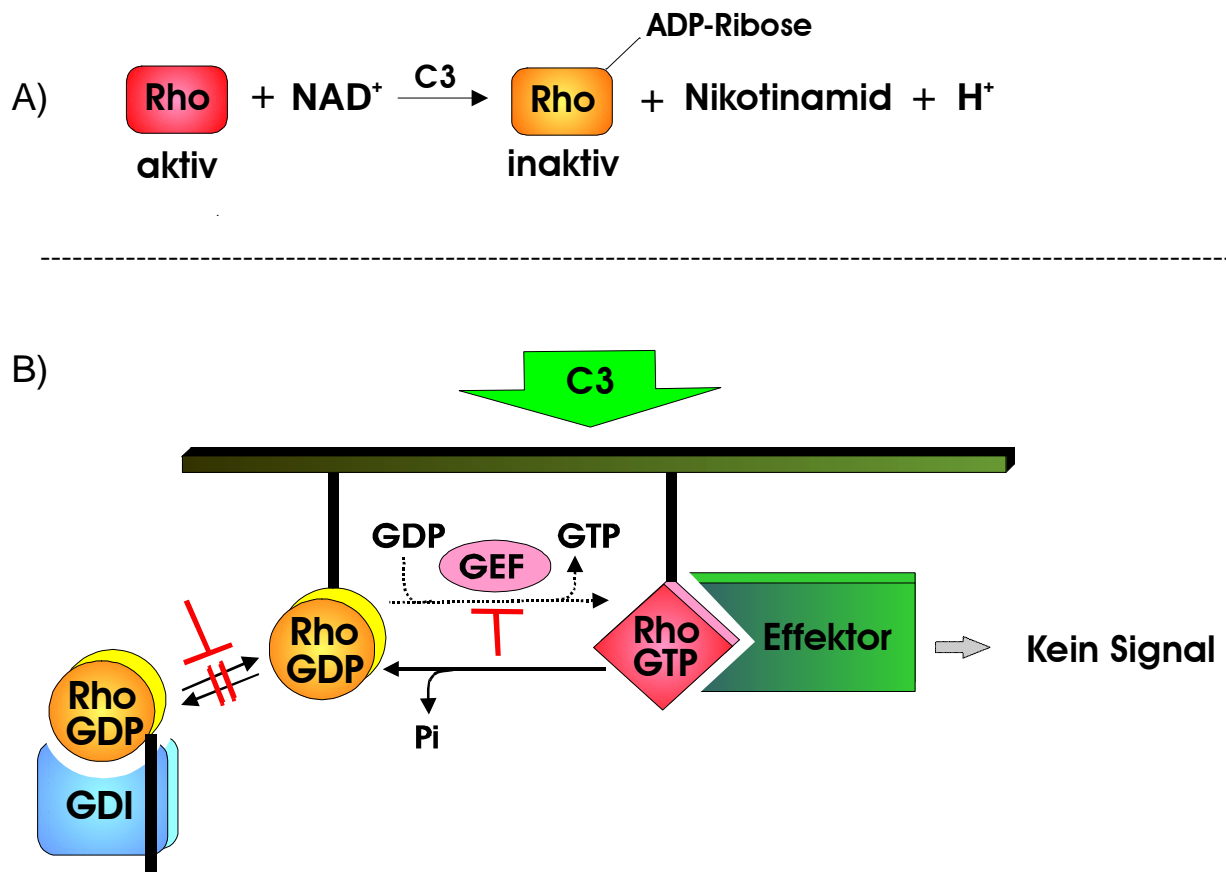 ADP-Ribose
A) Rho + NAD⁺ C3 Rho + Nikotinamid + H⁺
aktiv inaktiv
B)
C3
GDP GTP
GEF
Rho
GDP
Rho
GTP
Effektor
Kein Signal
Rho
GDP
Pi
GDI